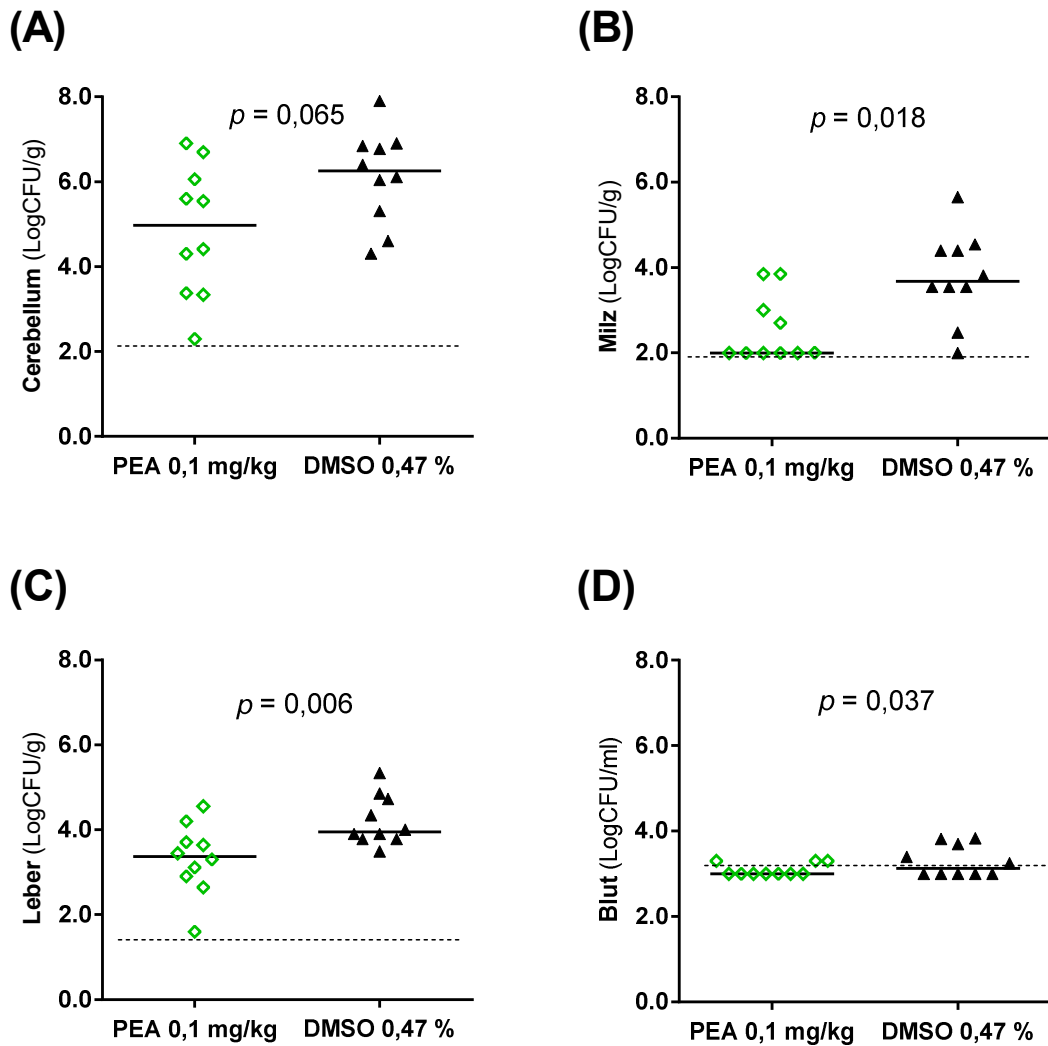 (A)
Cerebellum (LogCFU/g)
8.0
6.0
4.0
2.0
0.0
p = 0,065
PEA 0,1 mg/kg
DMSO 0,47 %
(B)
Milz (LogCFU/g)
8.0
6.0
4.0
2.0
0.0
p = 0,018
PEA 0,1 mg/kg
DMSO 0,47 %
(C)
Leber (LogCFU/g)
8.0
6.0
4.0
2.0
0.0
p = 0,006
PEA 0,1 mg/kg
DMSO 0,47 %
(D)
Blut (LogCFU/ml)
8.0
6.0
4.0
2.0
0.0
p = 0,037
PEA 0,1 mg/kg
DMSO 0,47 %